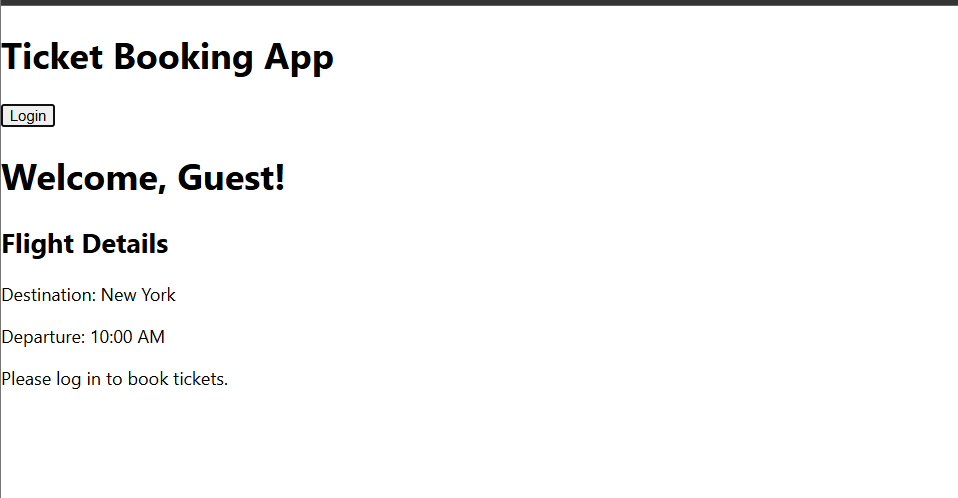 Ticket Booking App
Login
Welcome, Guest!
Flight Details
Destination: New York
Departure: 10:00 AM
Please log in to book tickets.